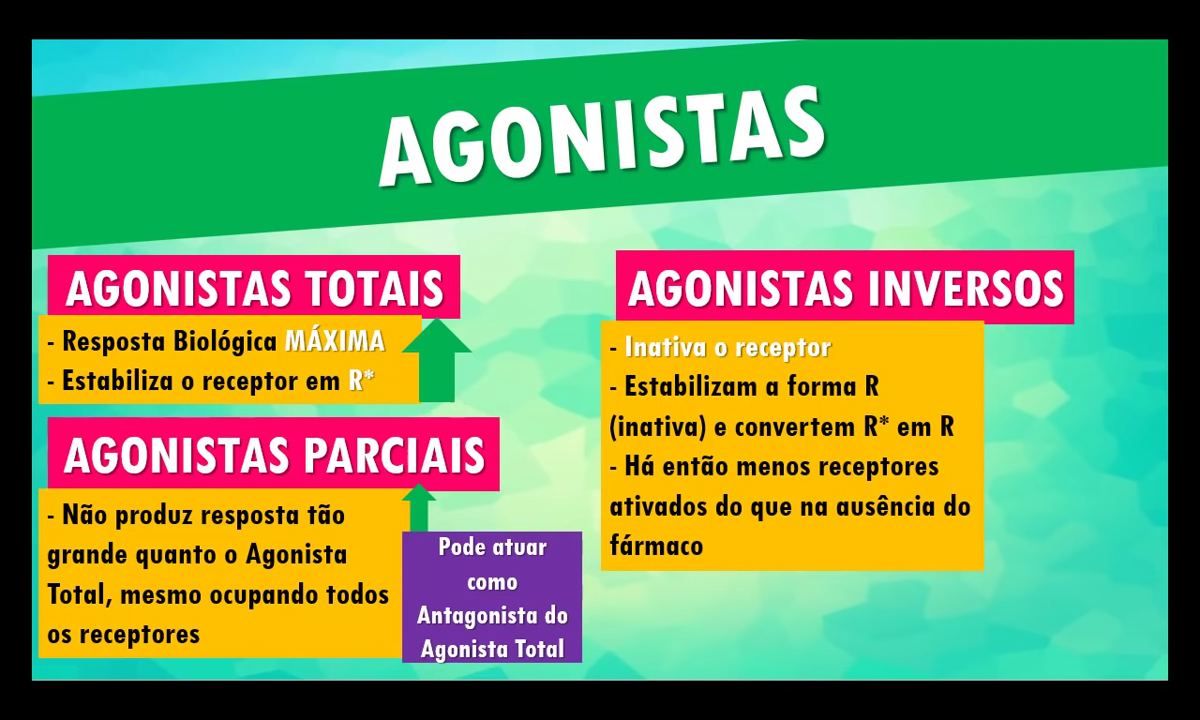 AGONISTAS
AGONISTAS TOTAIS
- Resposta Biológica MÁXIMA
- Estabiliza o receptor em R*
AGONISTAS PARCIAIS
- Não produz resposta tão
grande quanto o Agonista
Total, mesmo ocupando todos
os receptores
Pode atuar
como
Antagonista do
Agonista Total
AGONISTAS INVERSOS
- Inativa o receptor
- Estabilizam a forma R
(inativa) e convertem R* em R
- Há então menos receptores
ativados do que na ausência do
fármaco